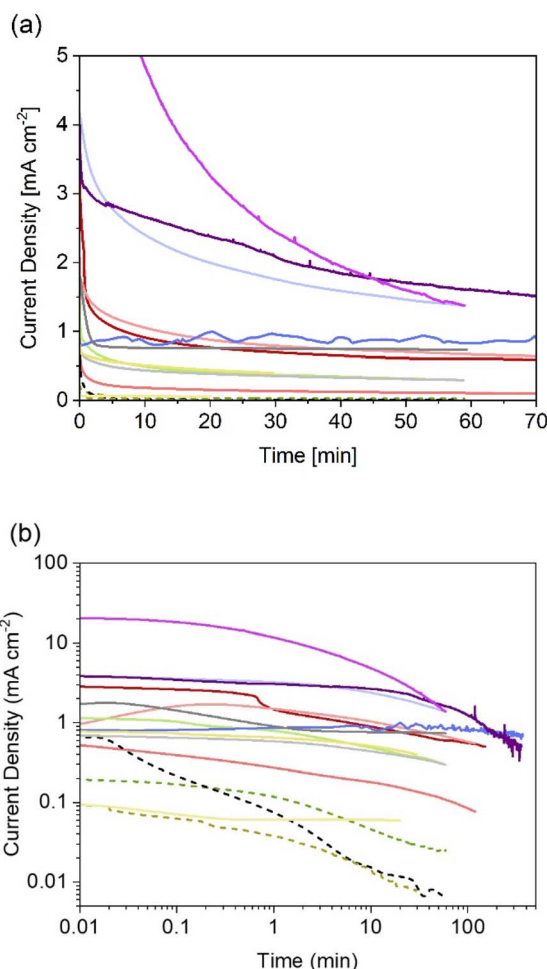 (a)
Current Density [mA cm⁻²]
5
4
3
2
1
0
0 10 20 30 40 50 60 70
Time [min]
(b)
Current Density (mA cm⁻²)
100
10
1
0.1
0.01
0.01 0.1 1 10 100
Time (min)